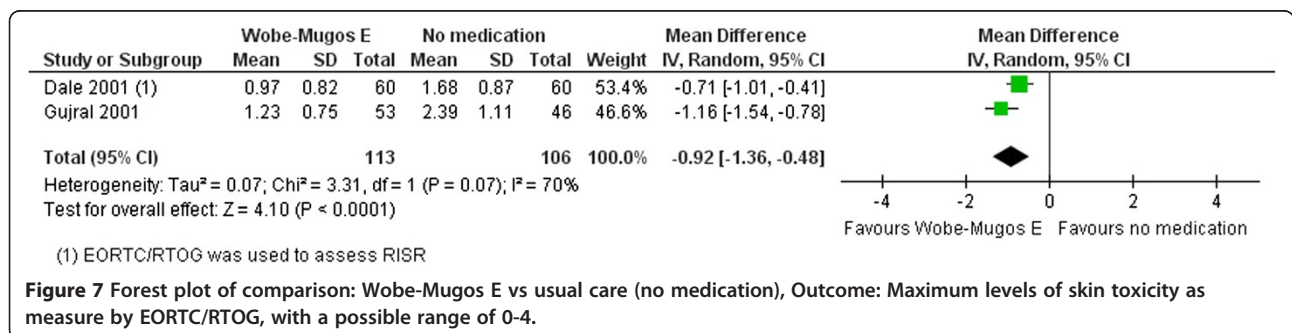 Wobe-Mugos E No medication Mean Difference Mean Difference
Study or Subgroup Mean SD Total Mean SD Total Weight IV, Random, 95% CI IV, Random, 95% CI
Dale 2001 (1) 0.97 0.82 60 1.68 0.87 60 53.4% -0.71 [-1.01, -0.41]
Gujral 2001 1.23 0.75 53 2.39 1.11 46 46.6% -1.16 [-1.54, -0.78]
Total (95% CI) 113 106 100.0% -0.92 [-1.36, -0.48]
Heterogeneity: Tau² = 0.07; Chi² = 3.31, df = 1 (P = 0.07); I² = 70%
Test for overall effect: Z = 4.10 (P < 0.0001)
-4 -2 0 2 4
Favours Wobe-Mugos E Favours no medication
(1) EORTC/RTOG was used to assess RISR
Figure 7 Forest plot of comparison: Wobe-Mugos E vs usual care (no medication), Outcome: Maximum levels of skin toxicity as
measure by EORTC/RTOG, with a possible range of 0-4.